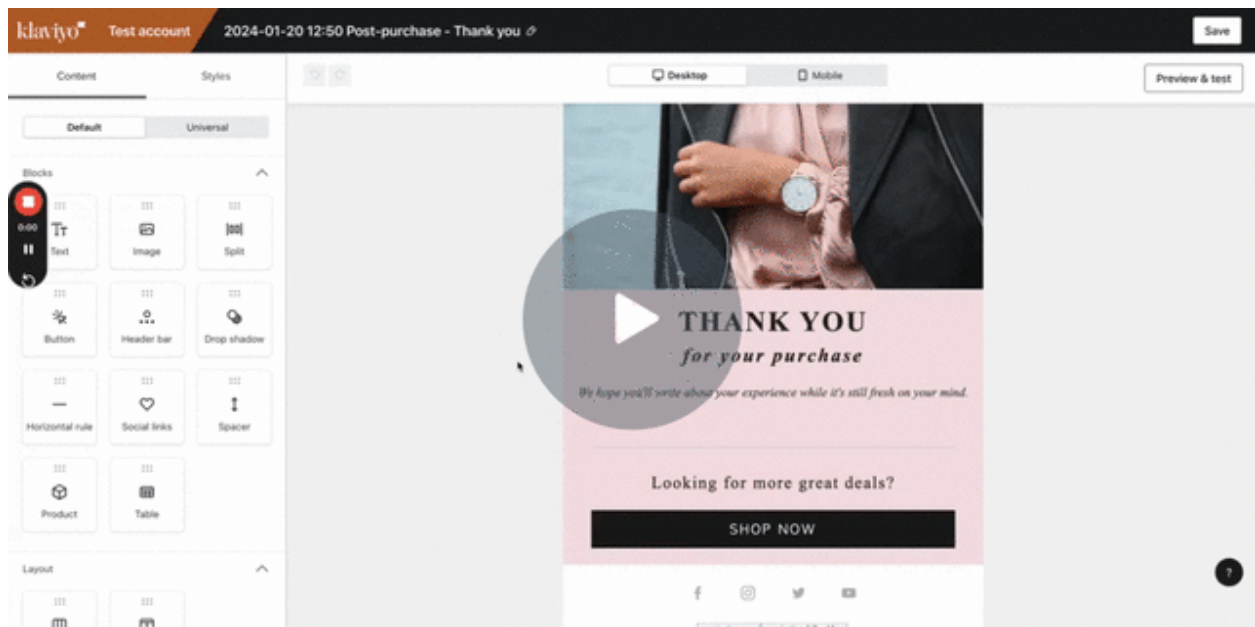 klaviyo
Test account
2024-01-20 12:50 Post-purchase - Thank you
Save
Content
Styles
Desktop
Mobile
Preview & test
Default
Universal
Blocks
0:00
Text
Image
Split
Button
Header bar
Drop shadow
Horizontal rule
Social links
Spacer
Product
Table
Layout
THANK YOU
for your purchase
We hope you'll write about your experience while it's still fresh on your mind.
Looking for more great deals?
SHOP NOW
?